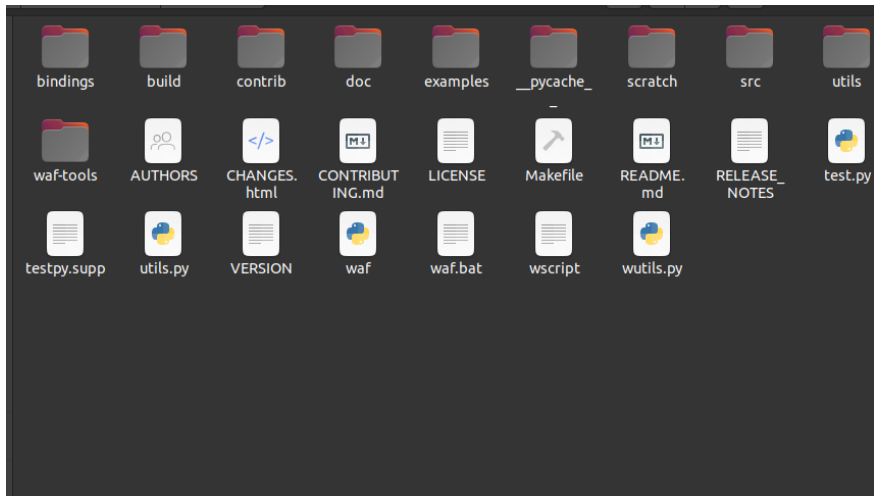 bindings
build
contrib
doc
examples
__pycache_
_
scratch
src
utils
waf-tools
AUTHORS
CHANGES.
html
CONTRIBUT
ING.md
LICENSE
Makefile
README.
md
RELEASE_
NOTES
test.py
testpy.supp
utils.py
VERSION
waf
waf.bat
wscript
wutils.py